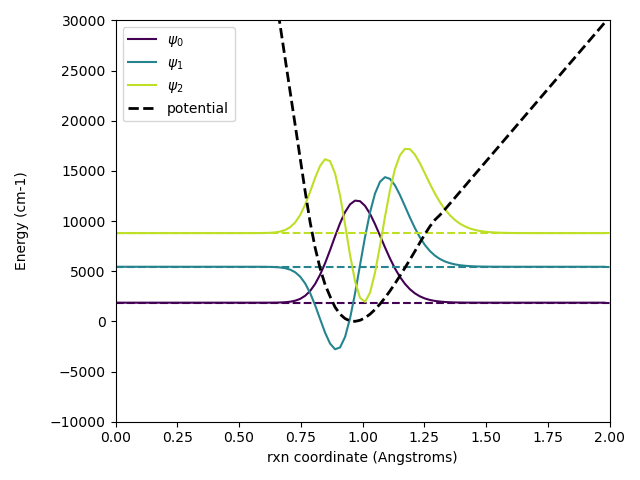 30000
25000
20000
15000
10000
5000
0
−5000
−10000
Energy (cm-1)
ψ0
ψ1
ψ2
potential
0.00 0.25 0.50 0.75 1.00 1.25 1.50 1.75 2.00
rxn coordinate (Angstroms)